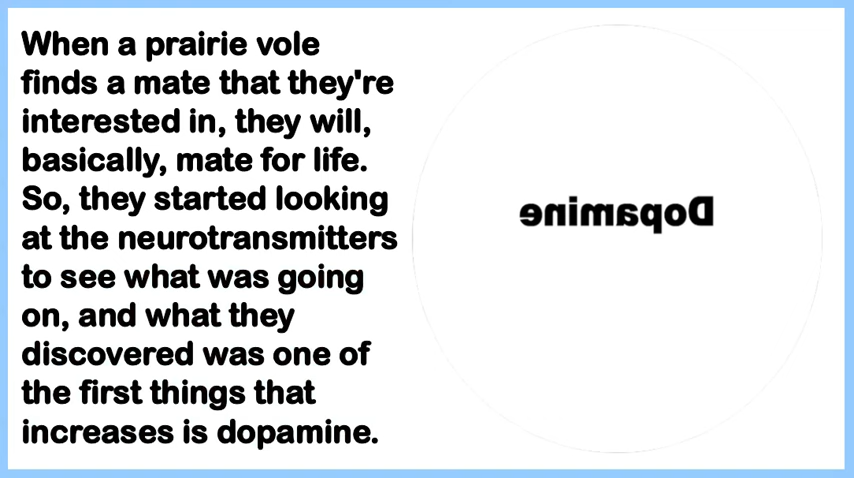 When a prairie vole
finds a mate that they're
interested in, they will,
basically, mate for life.
So, they started looking
at the neurotransmitters
to see what was going
on, and what they
discovered was one of
the first things that
increases is dopamine.
Dopamine